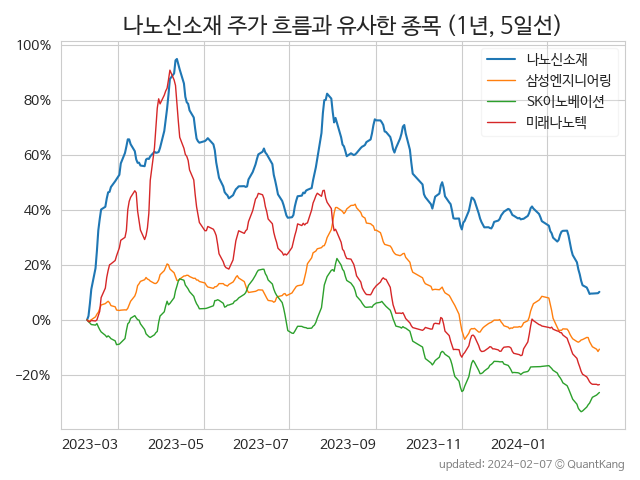 나노신소재 주가 흐름과 유사한 종목 (1년, 5일선)
100%
80%
60%
40%
20%
0%
−20%
나노신소재
삼성엔지니어링
SK이노베이션
미래나노텍
2023-03
2023-05
2023-07
2023-09
2023-11
2024-01
updated: 2024-02-07 © QuantKang